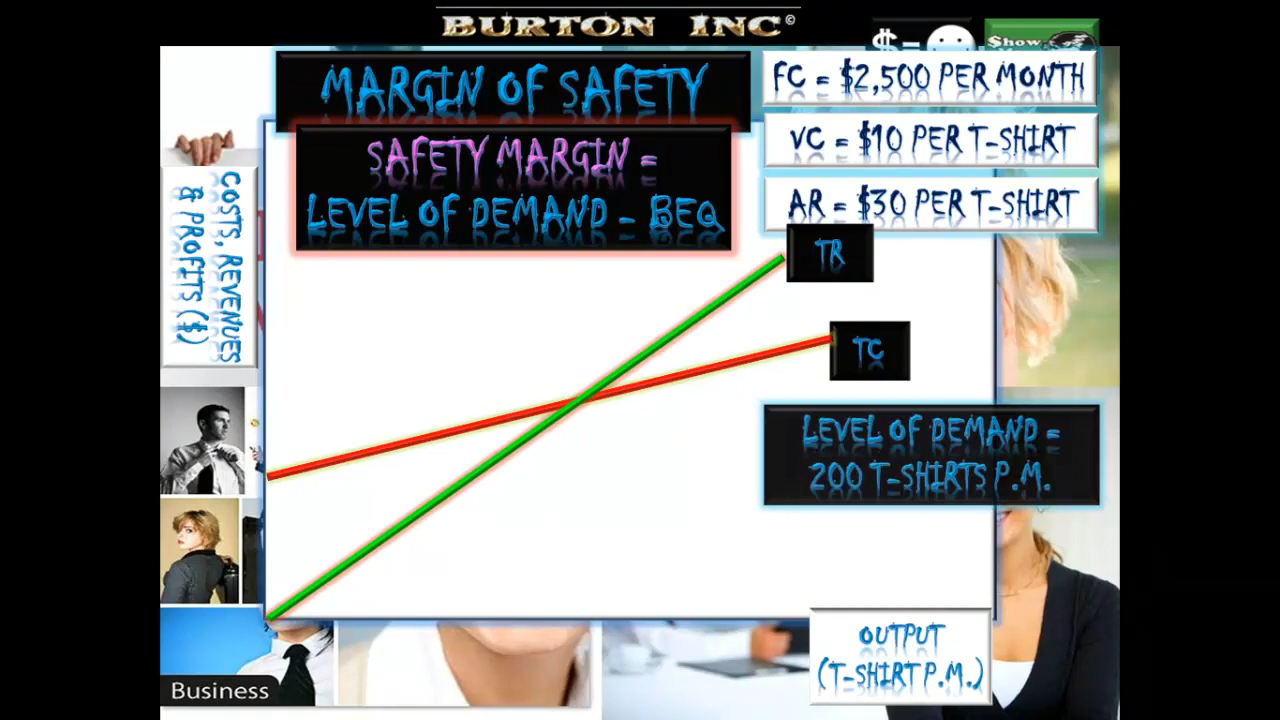 BURTON INC©
$=
$how
MARGIN OF SAFETY
FC = $2,500 PER MONTH
SAFETY MARGIN =
LEVEL OF DEMAND – BEQ
VC = $10 PER T-SHIRT
AR = $30 PER T-SHIRT
COSTS, REVENUES
& PROFITS ($)
TR
TC
LEVEL OF DEMAND =
200 T-SHIRTS P.M.
OUTPUT
(T-SHIRT P.M.)
Business